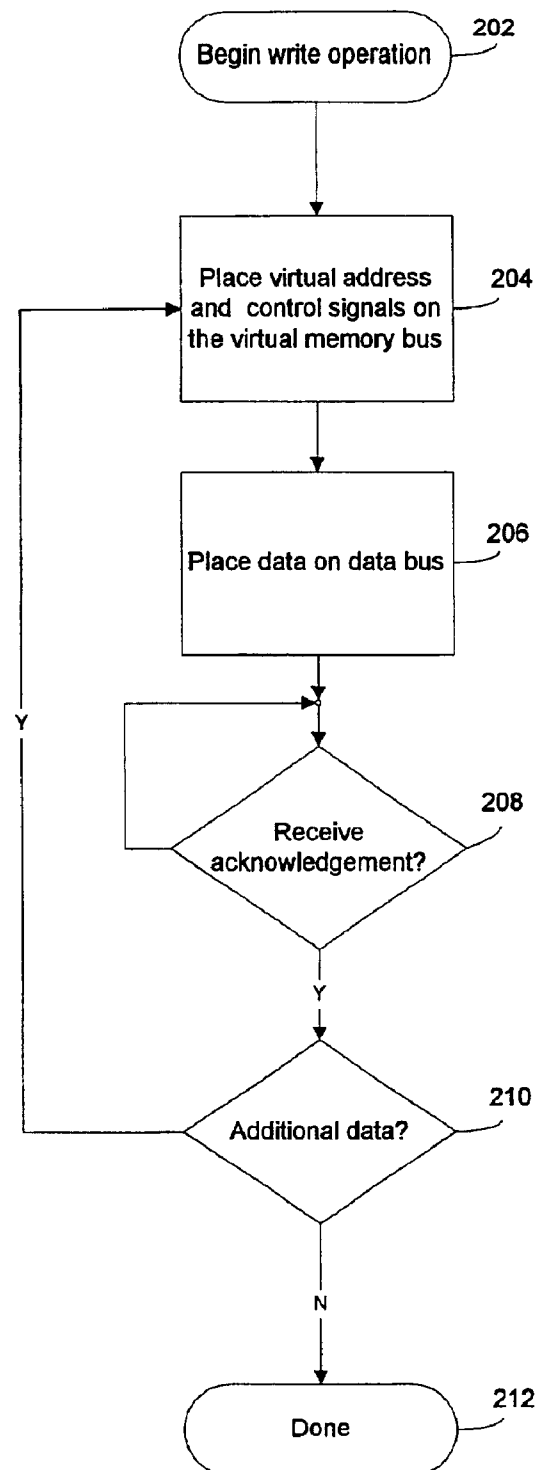 202
Begin write operation
Place virtual address
and control signals on
the virtual memory bus
204
Place data on data bus
206
Y
Receive
acknowledgement?
208
Y
Additional data?
210
N
Done
212